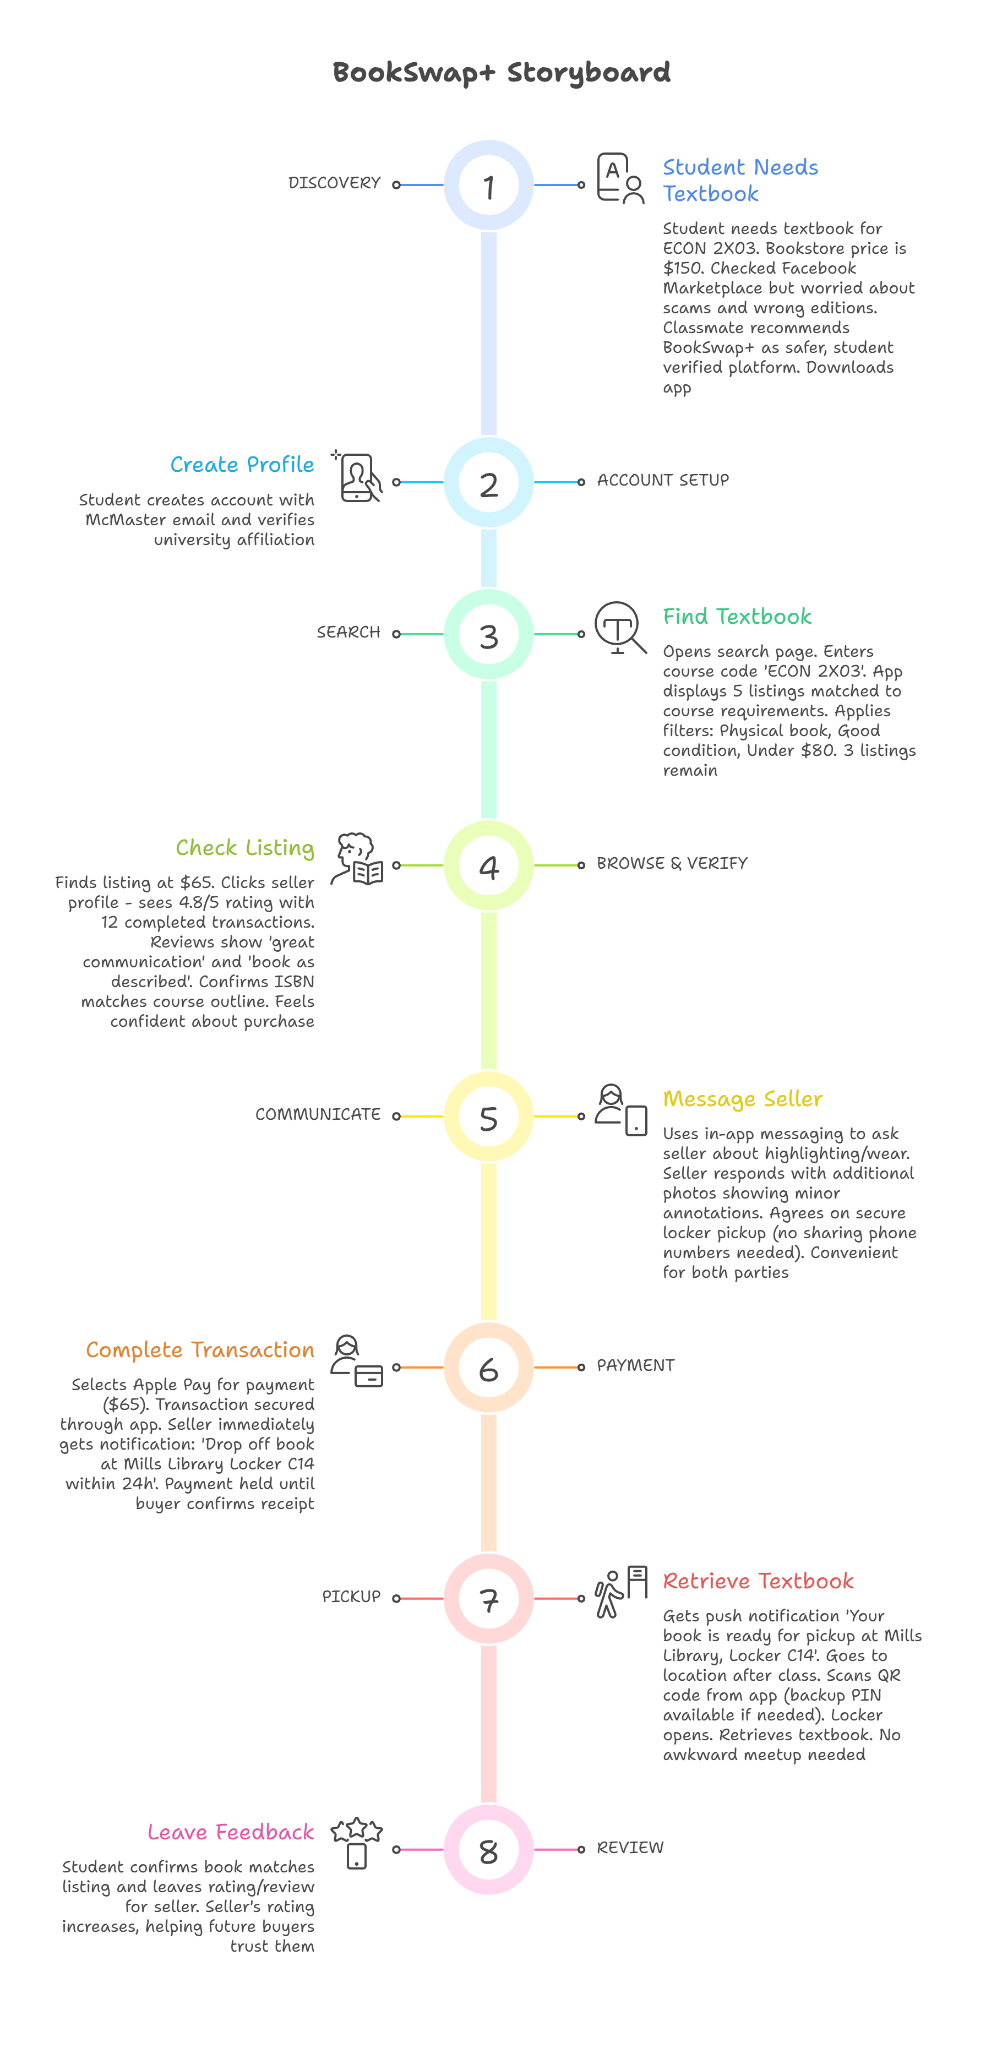 BookSwap+ Storyboard
DISCOVERY
1
A
Student Needs
Textbook
Student needs textbook for
ECON 2X03. Bookstore price is
$150. Checked Facebook
Marketplace but worried about
scams and wrong editions.
Classmate recommends
BookSwap+ as safer, student
verified platform. Downloads
app
Create Profile
Student creates account with
McMaster email and verifies
university affiliation
2
ACCOUNT SETUP
SEARCH
3
T
Find Textbook
Opens search page. Enters
course code 'ECON 2X03'. App
displays 5 listings matched to
course requirements. Applies
filters: Physical book, Good
condition, Under $80. 3 listings
remain
Check Listing
Finds listing at $65. Clicks seller
profile - sees 4.8/5 rating with
12 completed transactions.
Reviews show 'great
communication' and 'book as
described'. Confirms ISBN
matches course outline. Feels
confident about purchase
4
BROWSE & VERIFY
COMMUNICATE
5
Message Seller
Uses in-app messaging to ask
seller about highlighting/wear.
Seller responds with additional
photos showing minor
annotations. Agrees on secure
locker pickup (no sharing phone
numbers needed). Convenient
for both parties
Complete Transaction
Selects Apple Pay for payment
($65). Transaction secured
through app. Seller immediately
gets notification: 'Drop off book
at Mills Library Locker C14
within 24h'. Payment held until
buyer confirms receipt
6
PAYMENT
PICKUP
7
Retrieve Textbook
Gets push notification 'Your
book is ready for pickup at Mills
Library, Locker C14'. Goes to
location after class. Scans QR
code from app (backup PIN
available if needed). Locker
opens. Retrieves textbook. No
awkward meetup needed
Leave Feedback
Student confirms book matches
listing and leaves rating/review
for seller. Seller's rating
increases, helping future buyers
trust them
8
REVIEW